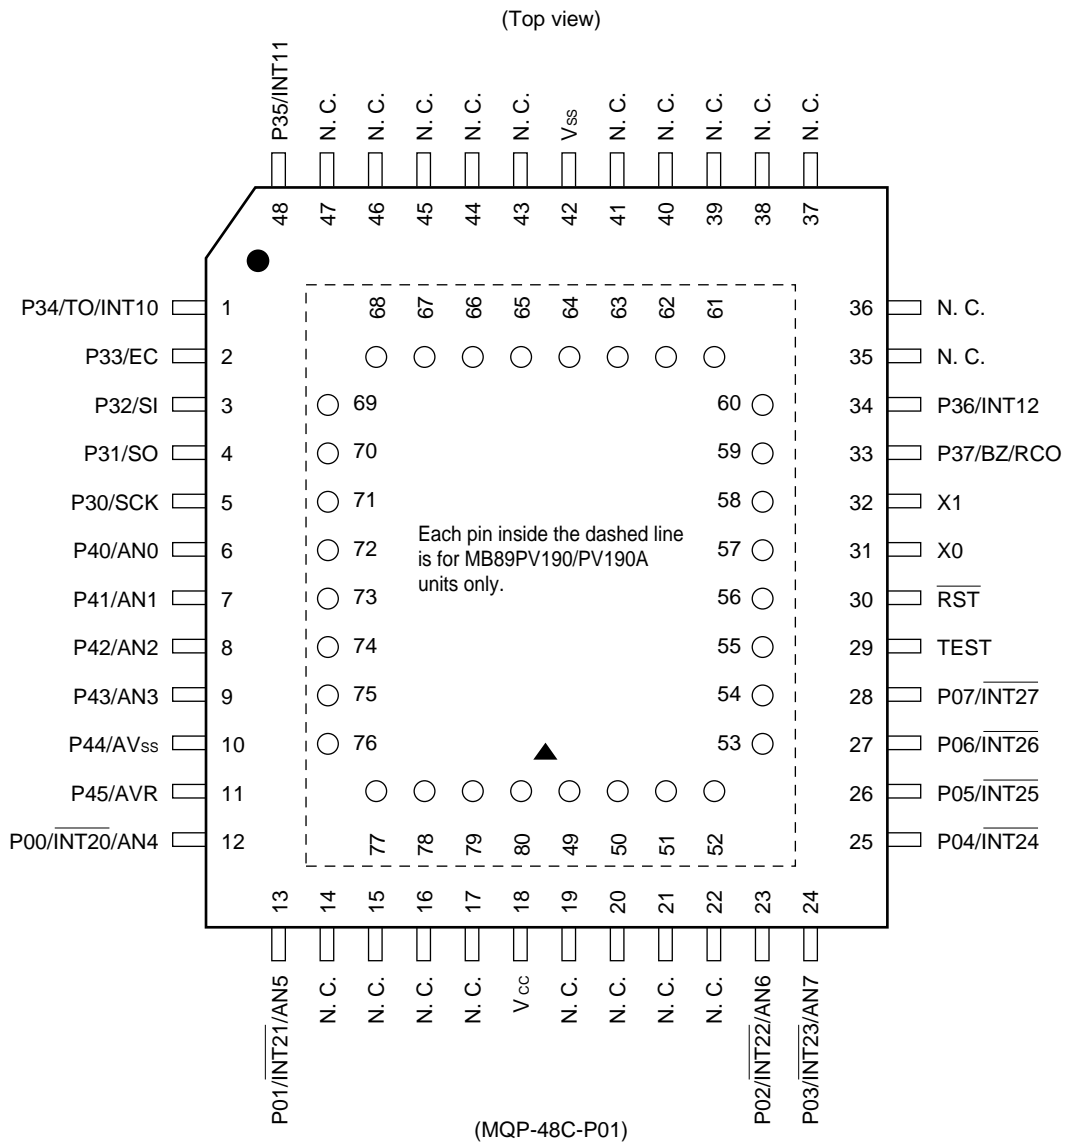 (Top view)
P35/INT11
N. C.
N. C.
N. C.
N. C.
N. C.
Vss
N. C.
N. C.
N. C.
N. C.
N. C.
48
47
46
45
44
43
42
41
40
39
38
37
P34/TO/INT10 1
P33/EC 2
P32/SI 3
P31/SO 4
P30/SCK 5
P40/AN0 6
P41/AN1 7
P42/AN2 8
P43/AN3 9
P44/AVss 10
P45/AVR 11
P00/INT20/AN4 12
68
67
66
65
64
63
62
61
69
70
71
72
73
74
75
76
Each pin inside the dashed line
is for MB89PV190/PV190A
units only.
60
59
58
57
56
55
54
53
77
78
79
80
49
50
51
52
36 N. C.
35 N. C.
34 P36/INT12
33 P37/BZ/RCO
32 X1
31 X0
30 RST
29 TEST
28 P07/INT27
27 P06/INT26
26 P05/INT25
25 P04/INT24
13
14
15
16
17
18
19
20
21
22
23
24
P01/INT21/AN5
N. C.
N. C.
N. C.
N. C.
Vcc
N. C.
N. C.
N. C.
N. C.
P02/INT22/AN6
P03/INT23/AN7
(MQP-48C-P01)